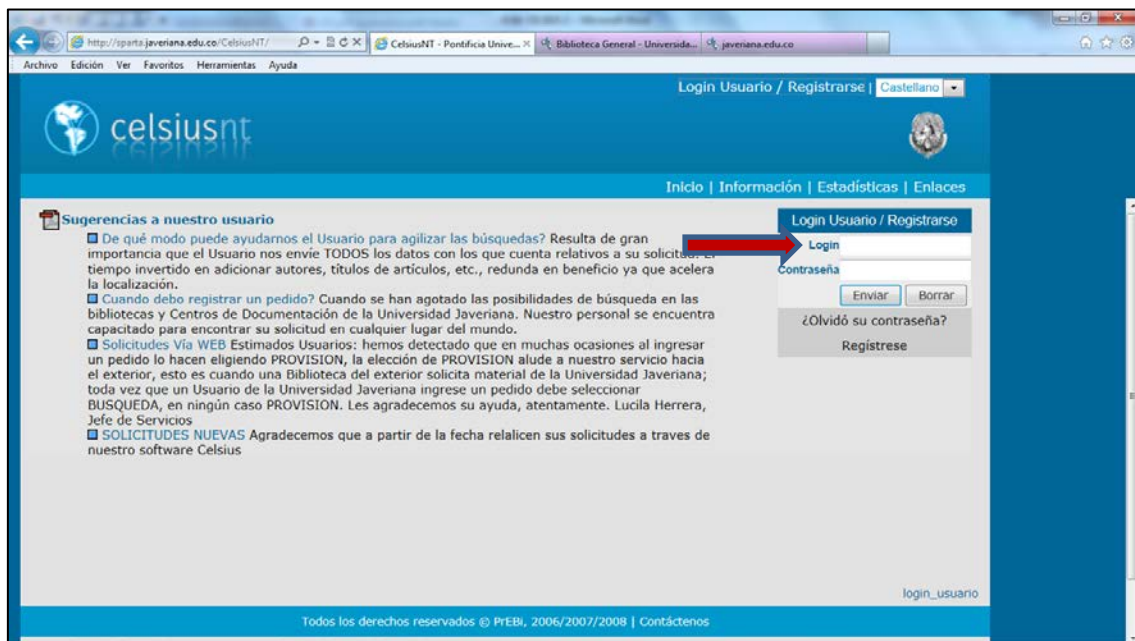 http://sparta.javeriana.edu.co/CelsiusNT/
CelsiusNT - Pontificia Unive...
Biblioteca General - Universida...
javeriana.edu.co
Archivo Edición Ver Favoritos Herramientas Ayuda
Login Usuario / Registrarse | Castellano
celsiusnt
Inicio | Información | Estadísticas | Enlaces
Sugerencias a nuestro usuario
De qué modo puede ayudarnos el Usuario para agilizar las búsquedas? Resulta de gran
importancia que el Usuario nos envíe TODOS los datos con los que cuenta relativos a su solicitud. El
tiempo invertido en adicionar autores, títulos de artículos, etc., redunda en beneficio ya que acelera
la localización.
Cuando debo registrar un pedido? Cuando se han agotado las posibilidades de búsqueda en las
bibliotecas y Centros de Documentación de la Universidad Javeriana. Nuestro personal se encuentra
capacitado para encontrar su solicitud en cualquier lugar del mundo.
Solicitudes Vía WEB Estimados Usuarios: hemos detectado que en muchas ocasiones al ingresar
un pedido lo hacen eligiendo PROVISION, la elección de PROVISION alude a nuestro servicio hacia
el exterior, esto es cuando una Biblioteca del exterior solicita material de la Universidad Javeriana;
toda vez que un Usuario de la Universidad Javeriana ingrese un pedido debe seleccionar
BUSQUEDA, en ningún caso PROVISION. Les agradecemos su ayuda, atentamente. Lucila Herrera,
Jefe de Servicios
SOLICITUDES NUEVAS Agradecemos que a partir de la fecha relalicen sus solicitudes a traves de
nuestro software Celsius
Login Usuario / Registrarse
Login
Contraseña
Enviar Borrar
¿Olvidó su contraseña?
Regístrese
login_usuario
Todos los derechos reservados © PrEBi, 2006/2007/2008 | Contáctenos